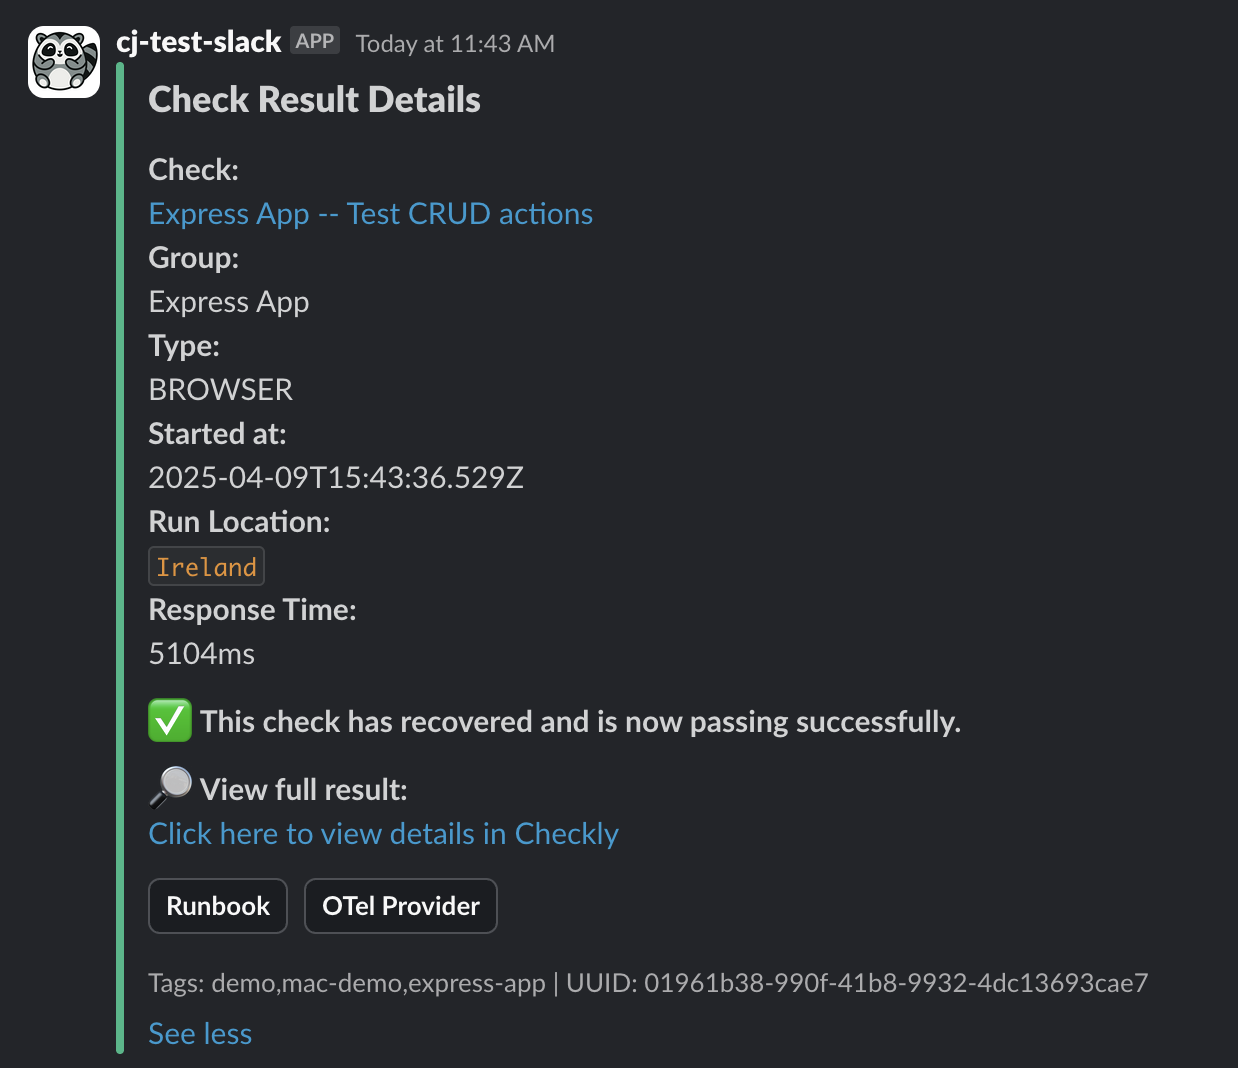 cj-test-slack APP Today at 11:43 AM
Check Result Details
Check:
Express App -- Test CRUD actions
Group:
Express App
Type:
BROWSER
Started at:
2025-04-09T15:43:36.529Z
Run Location:
Ireland
Response Time:
5104ms
This check has recovered and is now passing successfully.
View full result:
Click here to view details in Checkly
Runbook OTel Provider
Tags: demo,mac-demo,express-app | UUID: 01961b38-990f-41b8-9932-4dc13693cae7
See less